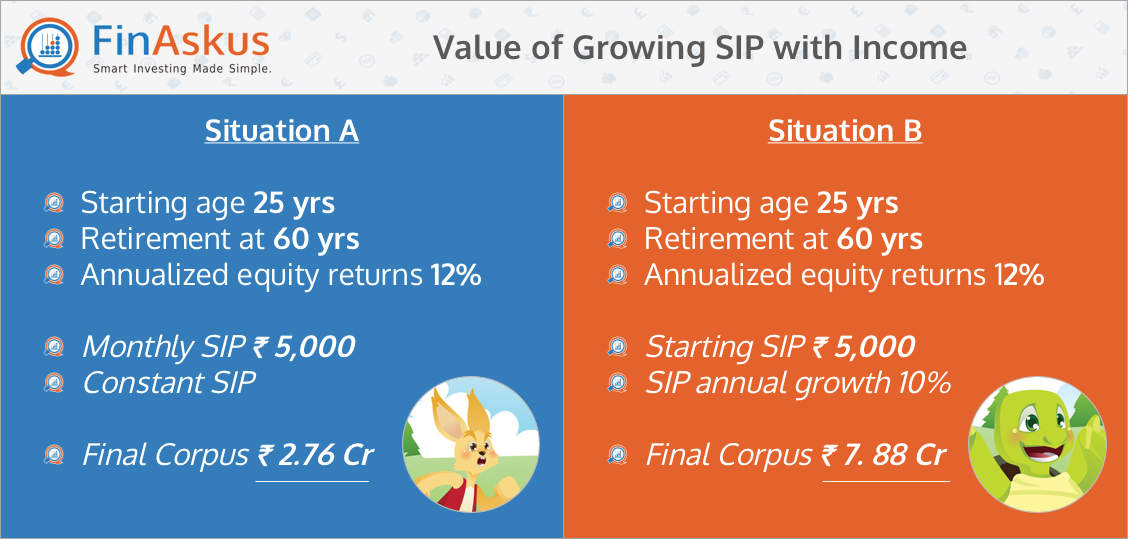 FinAskus
Smart Investing Made Simple.
Value of Growing SIP with Income
Situation A
Starting age 25 yrs
Retirement at 60 yrs
Annualized equity returns 12%
Monthly SIP ₹ 5,000
Constant SIP
Final Corpus ₹ 2.76 Cr
Situation B
Starting age 25 yrs
Retirement at 60 yrs
Annualized equity returns 12%
Starting SIP ₹ 5,000
SIP annual growth 10%
Final Corpus ₹ 7. 88 Cr